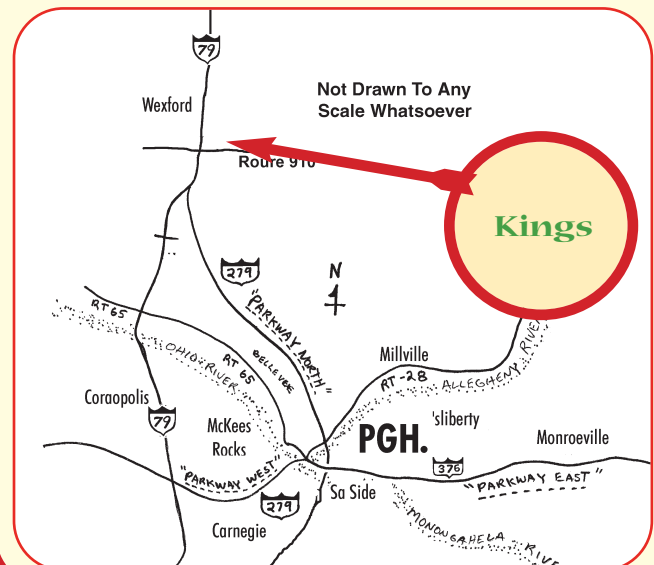 79
Wexford
Not Drawn To Any
Scale Whatsoever
Route 910
Kings
279
N
"PARKWAY NORTH"
RT 65
OHIO RIVER
RT 65
BELLEVUE
Millville
RT-28
ALLEGHENY RIVER
Coraopolis
79
McKees
Rocks
PGH.
'sliberty
Monroeville
376
"PARKWAY WEST"
"PARKWAY EAST"
279
Sa Side
Carnegie
MONONGAHELA RIVE